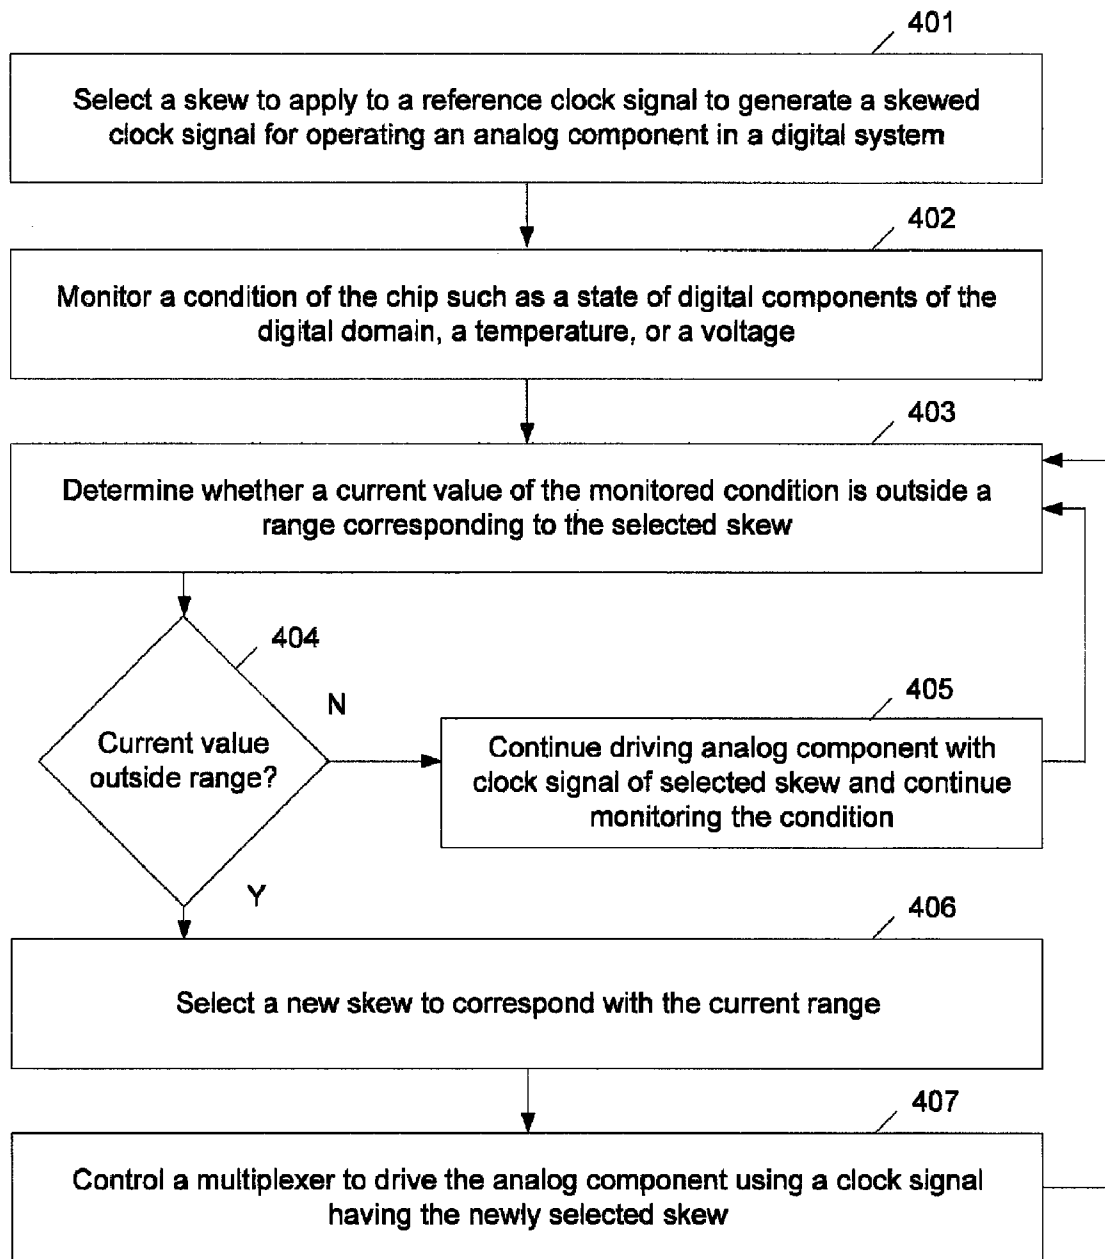 401
Select a skew to apply to a reference clock signal to generate a skewed
clock signal for operating an analog component in a digital system
402
Monitor a condition of the chip such as a state of digital components of the
digital domain, a temperature, or a voltage
403
Determine whether a current value of the monitored condition is outside a
range corresponding to the selected skew
404
Current value
outside range?
N
405
Continue driving analog component with
clock signal of selected skew and continue
monitoring the condition
Y
406
Select a new skew to correspond with the current range
407
Control a multiplexer to drive the analog component using a clock signal
having the newly selected skew